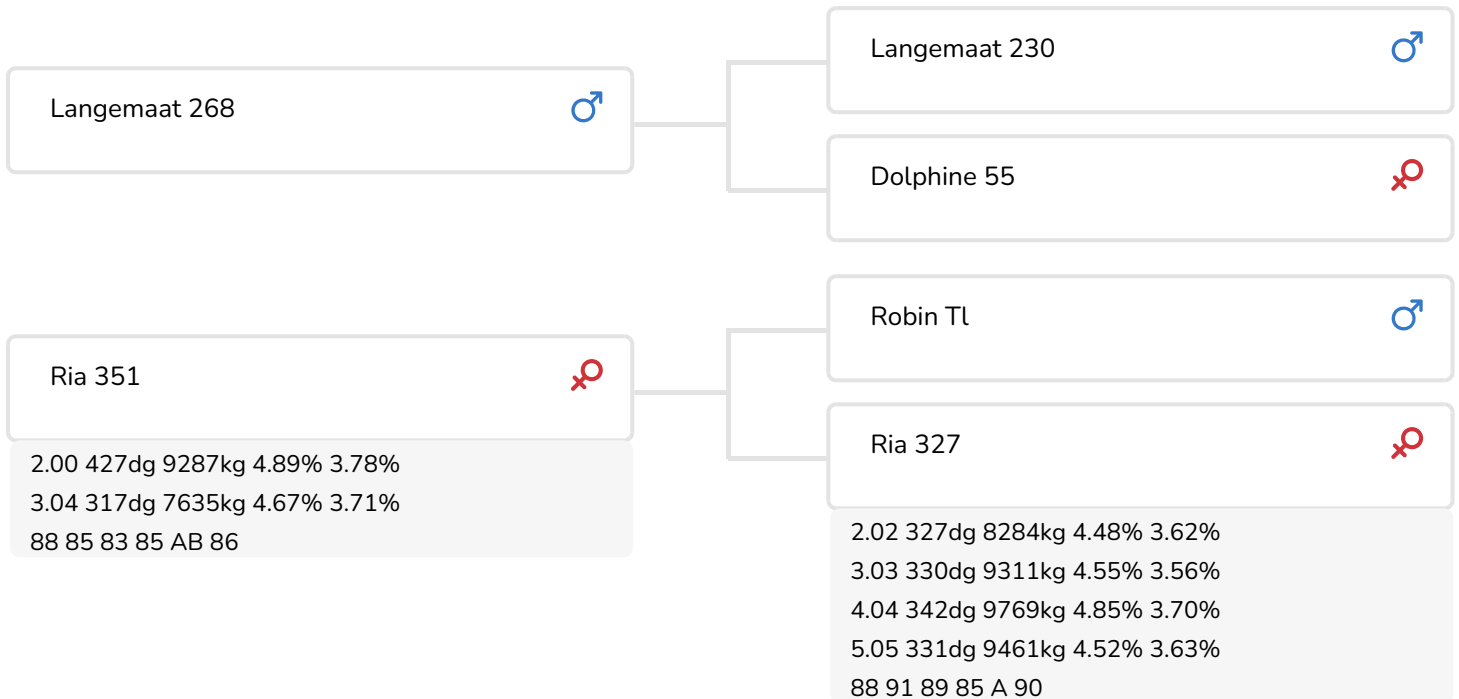 Langemaat 268
Langemaat 230
Dolphine 55
Ria 351
2.00 427dg 9287kg 4.89% 3.78%
3.04 317dg 7635kg 4.67% 3.71%
88 85 83 85 AB 86
Robin Tl
Ria 327
2.02 327dg 8284kg 4.48% 3.62%
3.03 330dg 9311kg 4.55% 3.56%
4.04 342dg 9769kg 4.85% 3.70%
5.05 331dg 9461kg 4.52% 3.63%
88 91 89 85 A 90